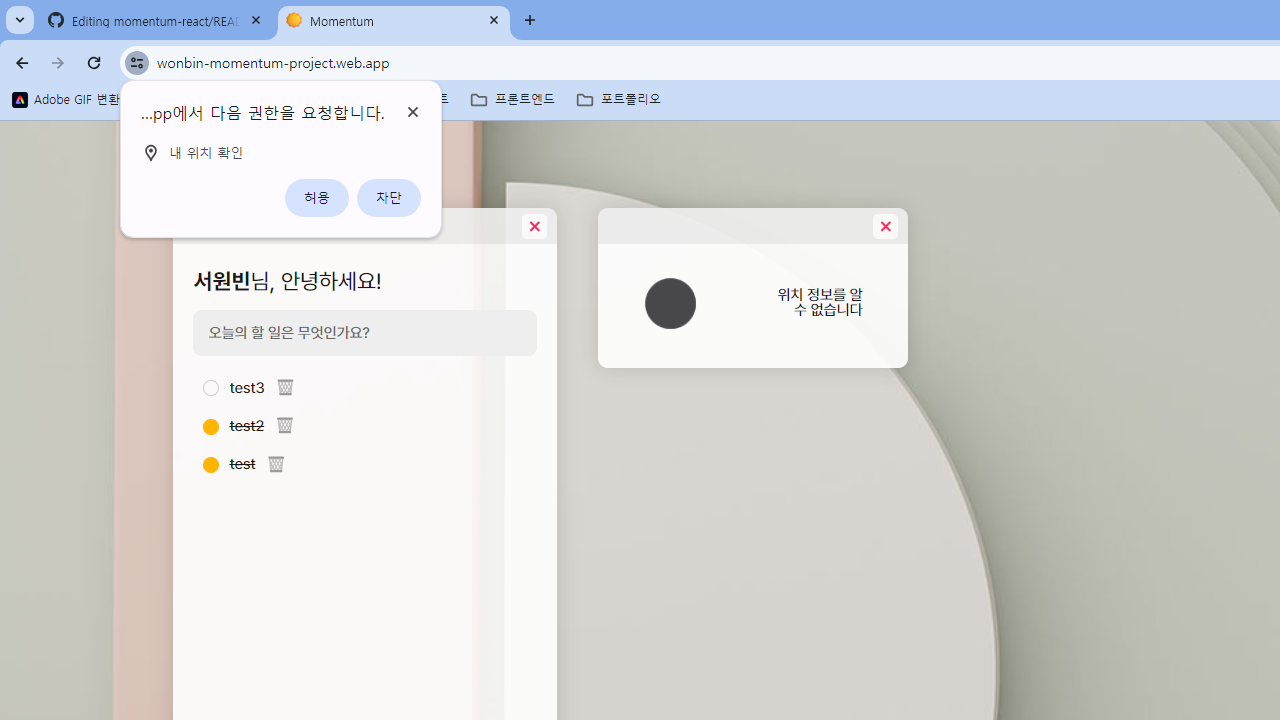 Editing momentum-react/REA
Momentum
wonbin-momentum-project.web.app
Adobe GIF 변환
트
프론트엔드
포트폴리오
...pp에서 다음 권한을 요청합니다.
내 위치 확인
허용
차단
서원빈님, 안녕하세요!
오늘의 할 일은 무엇인가요?
test3
test2
test
위치 정보를 알
수 없습니다